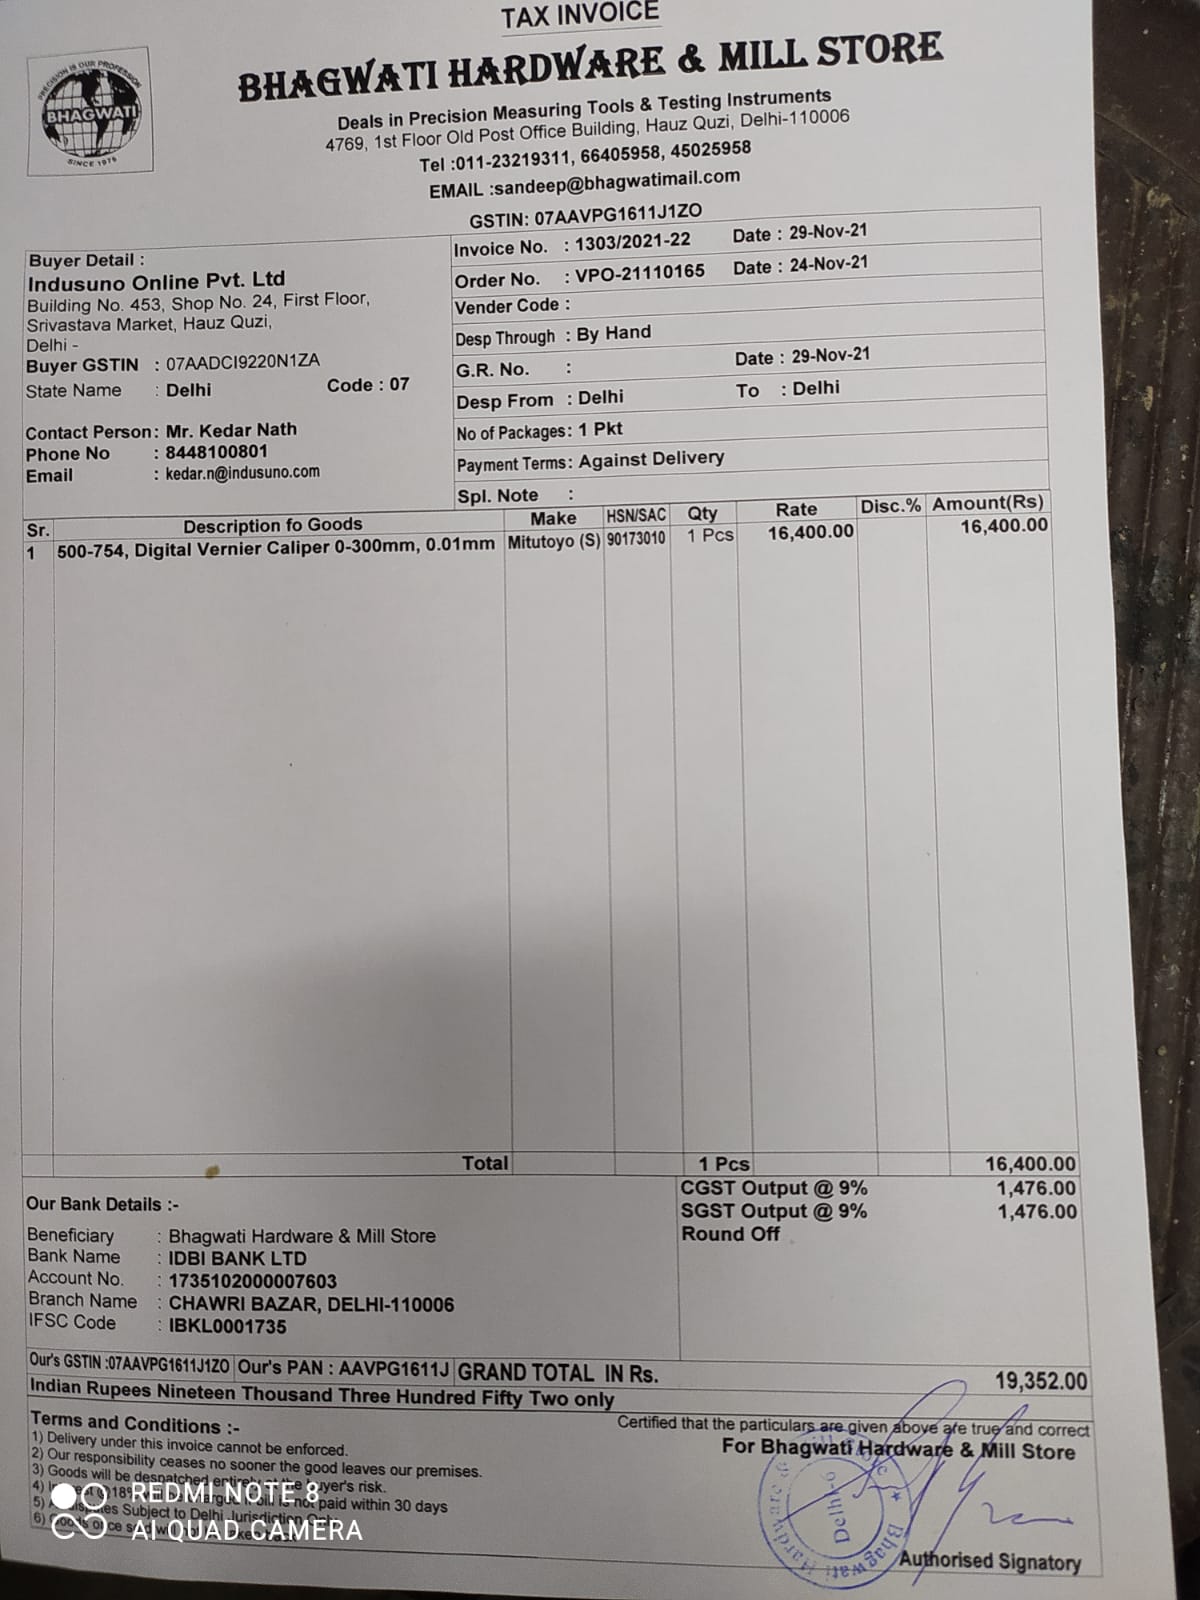 TAX INVOICE
PRECISION IS OUR PROFESSION
BHAGWATI
SINCE 1976
BHAGWATI HARDWARE & MILL STORE
Deals in Precision Measuring Tools & Testing Instruments
4769, 1st Floor Old Post Office Building, Hauz Quzi, Delhi-110006
Tel :011-23219311, 66405958, 45025958
EMAIL :sandeep@bhagwatimail.com
GSTIN: 07AAVPG1611J1ZO
Buyer Detail :
Indusuno Online Pvt. Ltd
Building No. 453, Shop No. 24, First Floor,
Srivastava Market, Hauz Quzi,
Delhi -
Buyer GSTIN : 07AADCI9220N1ZA
State Name : Delhi Code : 07
Contact Person: Mr. Kedar Nath
Phone No : 8448100801
Email : kedar.n@indusuno.com
Invoice No. : 1303/2021-22 Date : 29-Nov-21
Order No. : VPO-21110165 Date : 24-Nov-21
Vender Code :
Desp Through : By Hand
G.R. No. : Date : 29-Nov-21
Desp From : Delhi To : Delhi
No of Packages: 1 Pkt
Payment Terms: Against Delivery
Spl. Note :
Sr. Description fo Goods Make HSN/SAC Qty Rate Disc.% Amount(Rs)
1 500-754, Digital Vernier Caliper 0-300mm, 0.01mm Mitutoyo (S) 90173010 1 Pcs 16,400.00 16,400.00
Total 1 Pcs 16,400.00
CGST Output @ 9% 1,476.00
SGST Output @ 9% 1,476.00
Round Off
Our Bank Details :-
Beneficiary : Bhagwati Hardware & Mill Store
Bank Name : IDBI BANK LTD
Account No. : 1735102000007603
Branch Name : CHAWRI BAZAR, DELHI-110006
IFSC Code : IBKL0001735
Our's GSTIN :07AAVPG1611J1ZO Our's PAN : AAVPG1611J GRAND TOTAL IN Rs. 19,352.00
Indian Rupees Nineteen Thousand Three Hundred Fifty Two only
Terms and Conditions :-
1) Delivery under this invoice cannot be enforced.
2) Our responsibility ceases no sooner the good leaves our premises.
3) Goods will be despatched entirely at the buyer's risk.
4) @18% not paid within 30 days
5) Subject to Delhi Jurisdiction
6) Goods once
Certified that the particulars are given above are true and correct
For Bhagwati Hardware & Mill Store
Bhagwati Hardware
Delhi-6
Authorised Signatory
REDMI NOTE 8
AI QUAD CAMERA